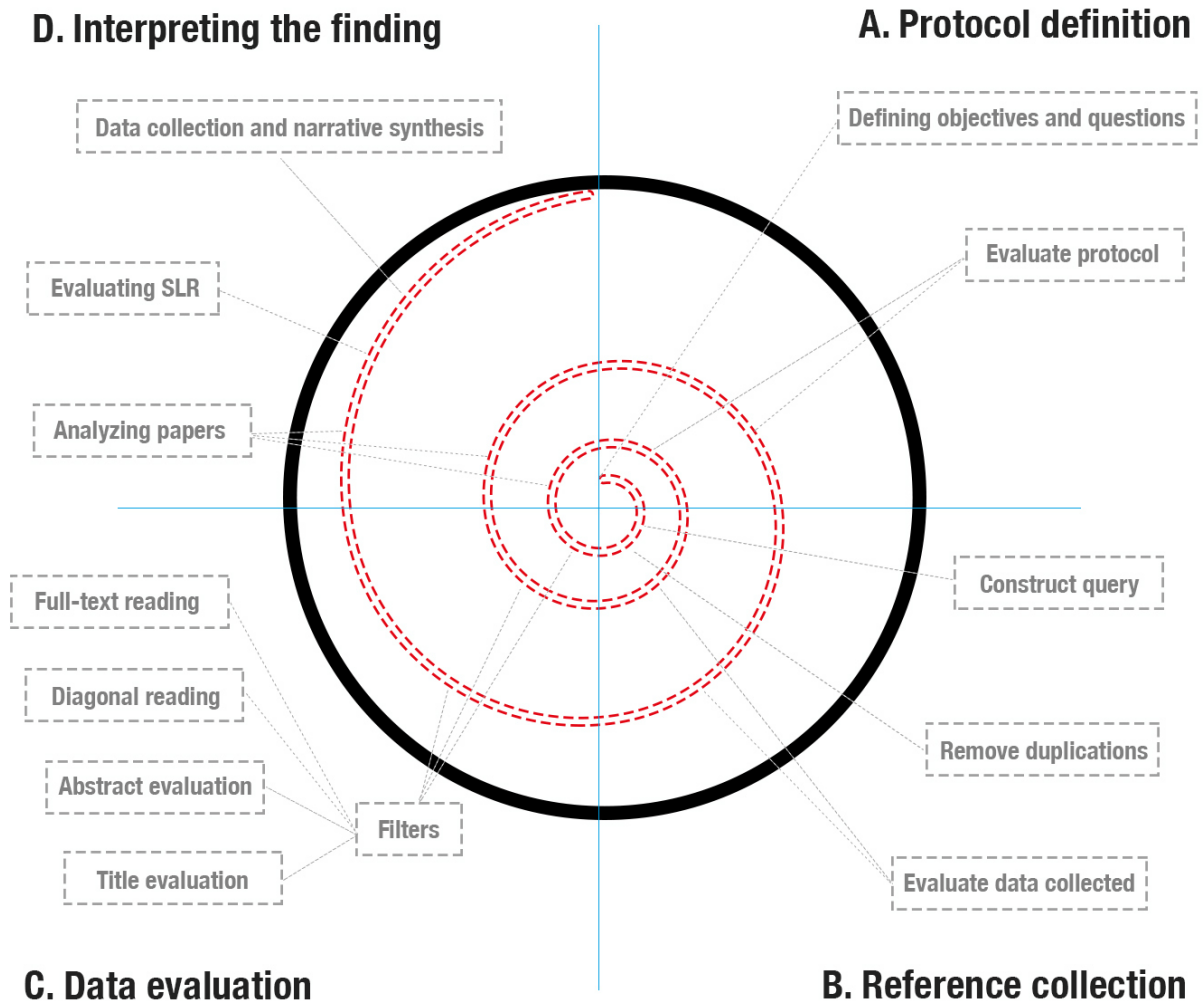 D. Interpreting the finding
A. Protocol definition
Data collection and narrative synthesis
Defining objectives and questions
Evaluate protocol
Evaluating SLR
Analyzing papers
Construct query
Full-text reading
Diagonal reading
Remove duplications
Abstract evaluation
Filters
Title evaluation
Evaluate data collected
C. Data evaluation
B. Reference collection